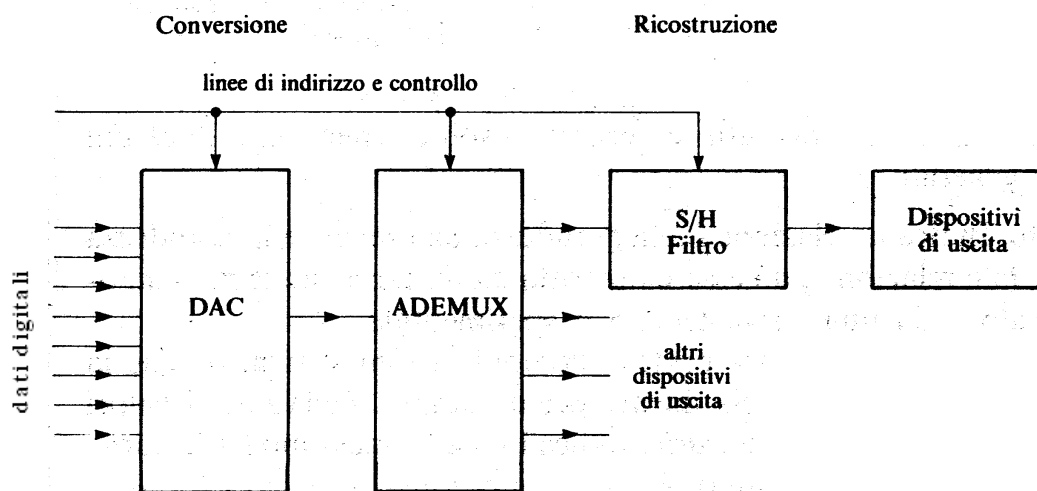 Conversione
Ricostruzione
linee di indirizzo e controllo
dati digitali
DAC
ADEMUX
S/H
Filtro
Dispositivi
di uscita
altri
dispositivi
di uscita